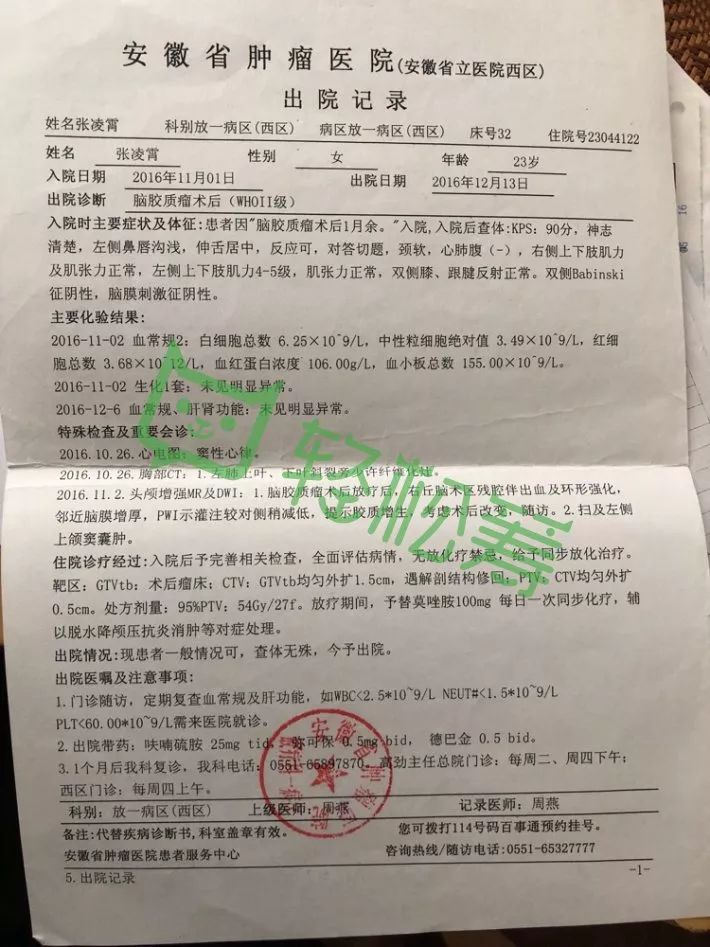 安徽省肿瘤医院(安徽省立医院西区)
出院记录
姓名张凌霄 科别放一病区(西区) 病区放一病区(西区) 床号32 住院号23044122
姓名 张凌霄 性别 女 年龄 23岁
入院日期 2016年11月01日 出院日期 2016年12月13日
出院诊断 脑胶质瘤术后（WHOII级）
入院时主要症状及体征:患者因"脑胶质瘤术后1月余。"入院,入院后查体:KPS: 90分, 神志
清楚, 左侧鼻唇沟浅, 伸舌居中, 反应可, 对答切题, 颈软, 心肺腹（-）, 右侧上下肢肌力
及肌张力正常, 左侧上下肢肌力4-5级, 肌张力正常, 双侧膝、跟腱反射正常。双侧Babinski
征阴性, 脑膜刺激征阴性。
主要化验结果:
2016-11-02 血常规2: 白细胞总数 6.25×10^9/L, 中性粒细胞绝对值 3.49×10^9/L, 红细
胞总数 3.68×10^12/L, 血红蛋白浓度 106.00g/L, 血小板总数 155.00×10^9/L。
2016-11-02 生化1套: 未见明显异常。
2016-12-6 血常规、肝肾功能: 未见明显异常。
特殊检查及重要会诊:
2016.10.26.心电图: 窦性心律。
2016.10.26.胸部CT: 1.左肺上叶、下叶斜裂旁少许纤维化灶。
2016.11.2.头颅增强MR及DWI: 1.脑胶质瘤术后放疗后, 右丘脑术区残腔伴出血及环形强化,
邻近脑膜增厚, PWI示灌注较对侧稍减低, 提示胶质增生, 考虑术后改变, 随访。2.扫及左侧
上颌窦囊肿。
住院诊疗经过:入院后予完善相关检查, 全面评估病情, 无放化疗禁忌, 给予同步放化治疗。
靶区: GTVtb: 术后瘤床; CTV: GTVtb均匀外扩1.5cm, 遇解剖结构修回; PTV: CTV均匀外扩
0.5cm。处方剂量: 95%PTV: 54Gy/27f。放疗期间, 予替莫唑胺100mg 每日一次同步化疗, 辅
以脱水降颅压抗炎消肿等对症处理。
出院情况:现患者一般情况可, 查体无殊, 今予出院。
出院医嘱及注意事项:
1.门诊随访, 定期复查血常规及肝功能, 如WBC<2.5*10^9/L NEUT#<1.5*10^9/L
PLT<60.00*10^9/L需来医院就诊。
2.出院带药: 呋喃硫胺 25mg tid, 弥可保 0.5mg bid, 德巴金 0.5 bid。
3.1个月后我科复诊, 我科电话: 0551-65897870。高劲主任总院门诊: 每周二、周四下午;
西区门诊: 每周四上午。
科别: 放一病区(西区) 上级医师: 周燕 记录医师: 周燕
备注:代替疾病诊断书,科室盖章有效。 您可拨打114号码百事通预约挂号。
安徽省肿瘤医院患者服务中心 咨询热线/随访电话:0551-65327777
5.出院记录 -1-
轻松筹
安徽省肿瘤医院